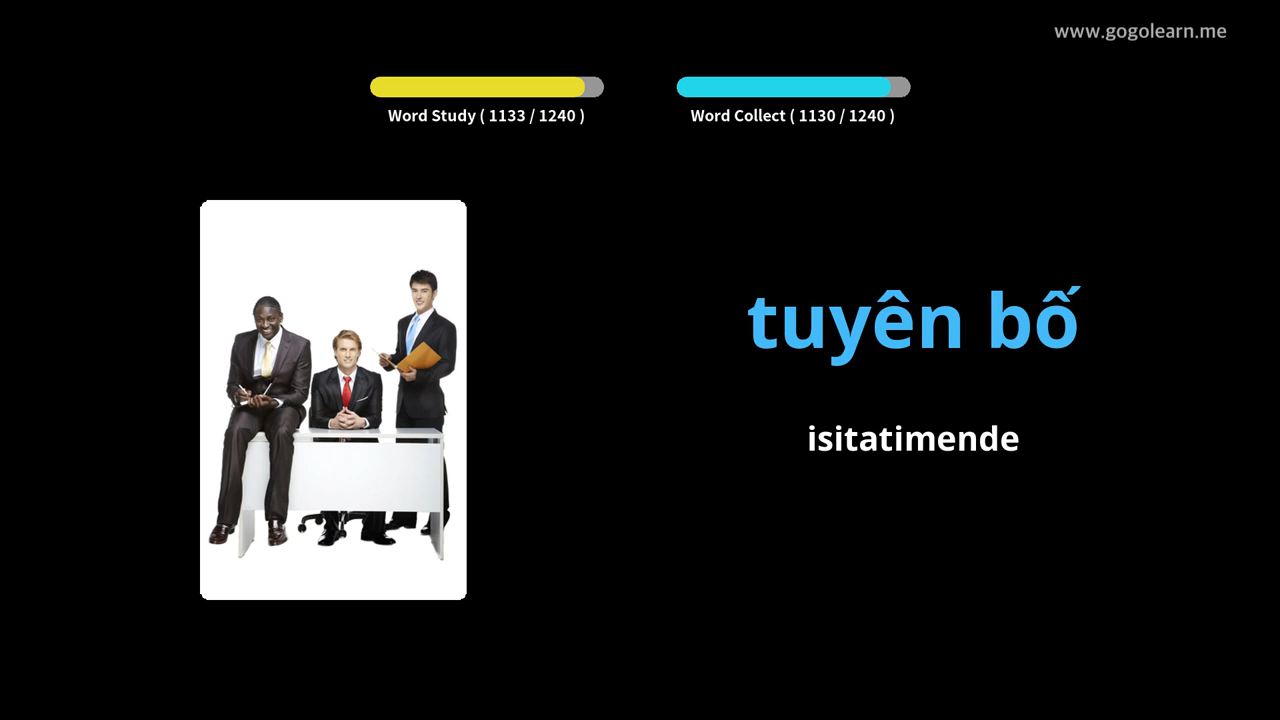 www.gogolearn.me
Word Study ( 1133 / 1240 )
Word Collect ( 1130 / 1240 )
tuyên bố
isitatimende